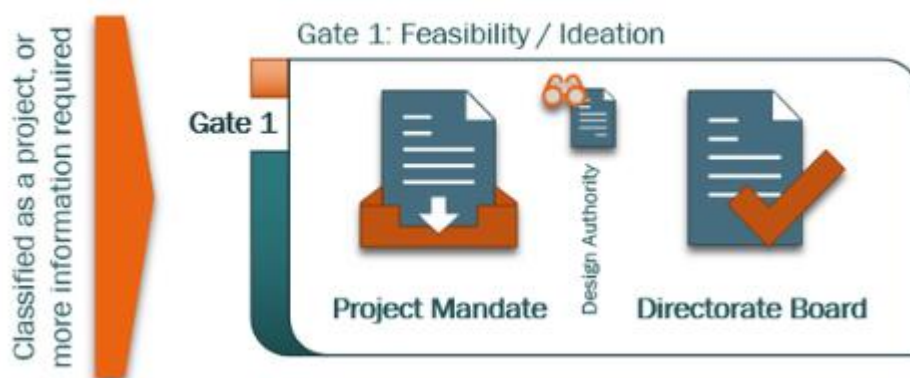 Classified as a project, or
more information required
Gate 1: Feasibility / Ideation
Gate 1
Project Mandate
Design Authority
Directorate Board